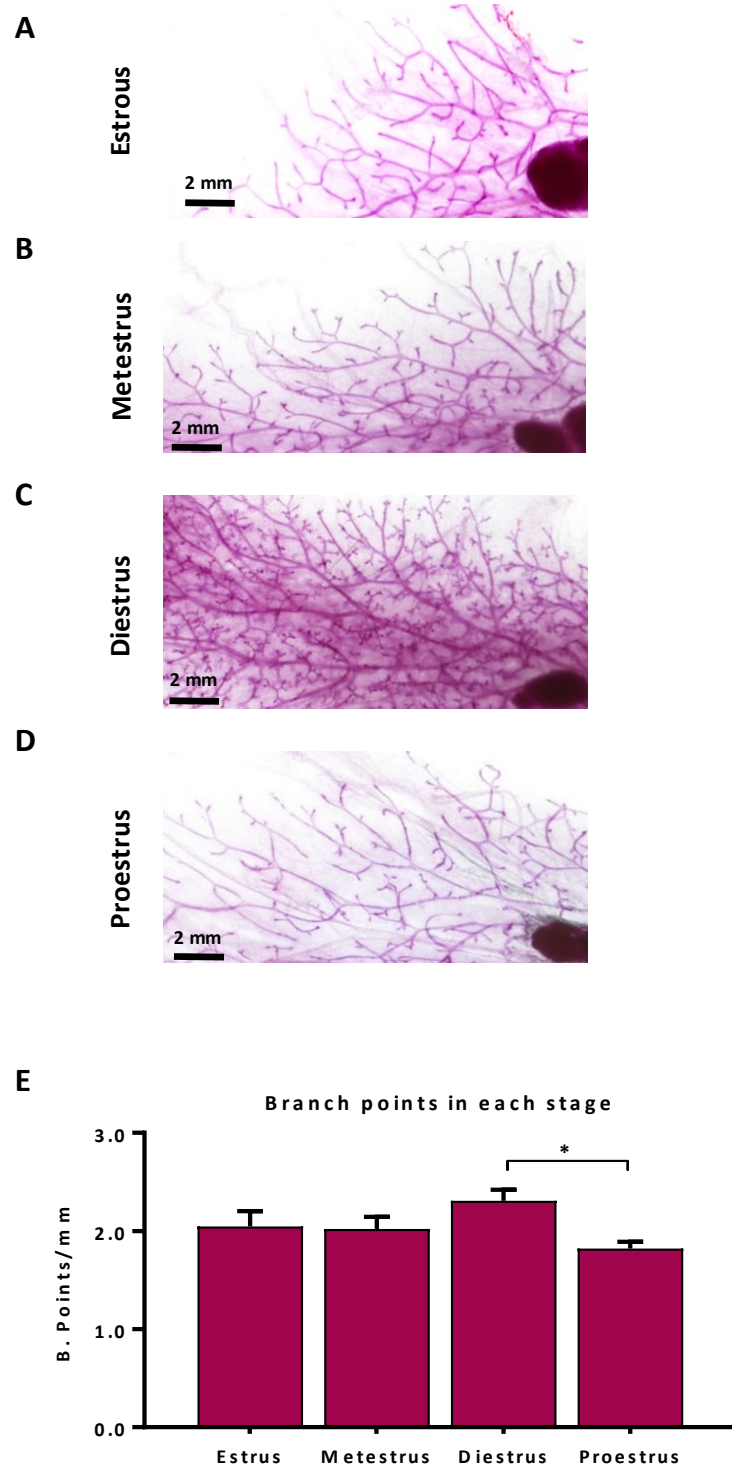 A
Estrous
2 mm
B
Metestrus
2 mm
C
Diestrus
2 mm
D
Proestrus
2 mm
E
Branch points in each stage
*
B. Points/mm
3.0
2.0
1.0
0.0
Estrus Metestrus Diestrus Proestrus